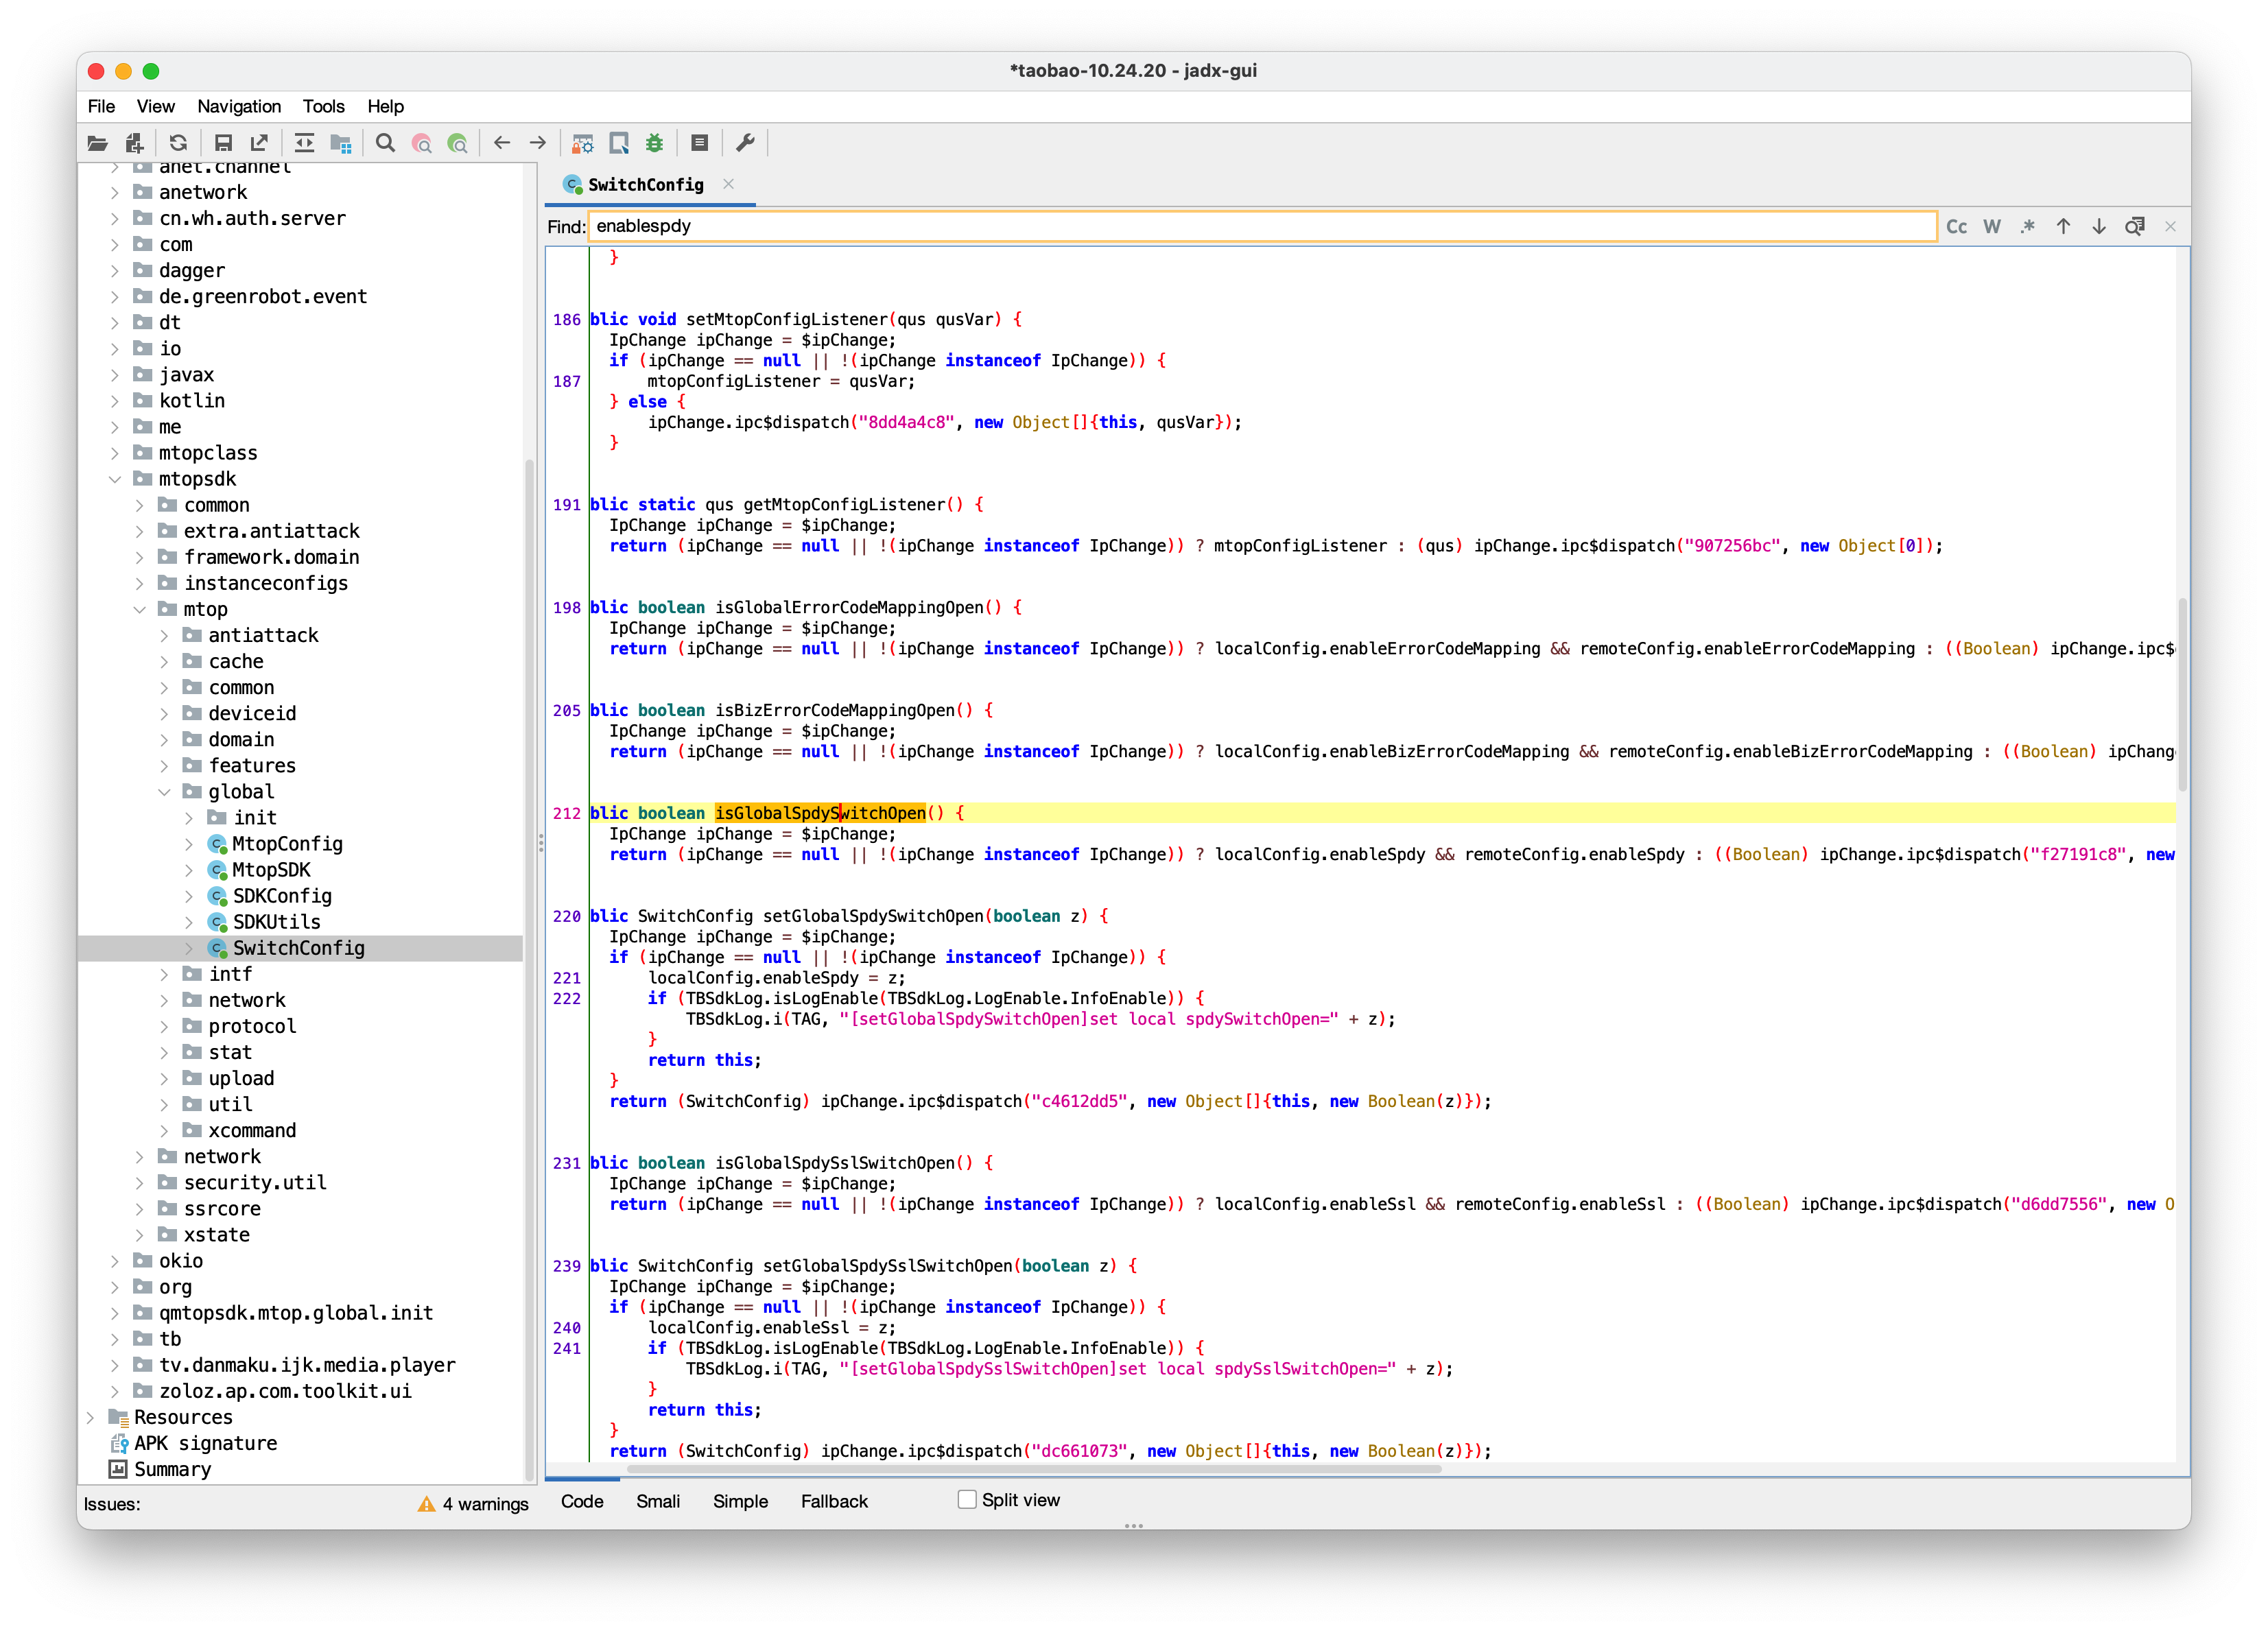 *taobao-10.24.20 - jadx-gui
File View Navigation Tools Help
anet.channel
anetwork
cn.wh.auth.server
com
dagger
de.greenrobot.event
dt
io
javax
kotlin
me
mtopclass
mtopsdk
common
extra.antiattack
framework.domain
instanceconfigs
mtop
antiattack
cache
common
deviceid
domain
features
global
init
MtopConfig
MtopSDK
SDKConfig
SDKUtils
SwitchConfig
intf
network
protocol
stat
upload
util
xcommand
network
security.util
ssrcore
xstate
okio
org
qmtopsdk.mtop.global.init
tb
tv.danmaku.ijk.media.player
zoloz.ap.com.toolkit.ui
Resources
APK signature
Summary
Issues: 4 warnings
SwitchConfig
Find: enablespdy Cc W .*
}
186 blic void setMtopConfigListener(qus qusVar) {
IpChange ipChange = $ipChange;
if (ipChange == null || !(ipChange instanceof IpChange)) {
187 mtopConfigListener = qusVar;
} else {
ipChange.ipc$dispatch("8dd4a4c8", new Object[]{this, qusVar});
}
191 blic static qus getMtopConfigListener() {
IpChange ipChange = $ipChange;
return (ipChange == null || !(ipChange instanceof IpChange)) ? mtopConfigListener : (qus) ipChange.ipc$dispatch("907256bc", new Object[0]);
198 blic boolean isGlobalErrorCodeMappingOpen() {
IpChange ipChange = $ipChange;
return (ipChange == null || !(ipChange instanceof IpChange)) ? localConfig.enableErrorCodeMapping && remoteConfig.enableErrorCodeMapping : ((Boolean) ipChange.ipc$
205 blic boolean isBizErrorCodeMappingOpen() {
IpChange ipChange = $ipChange;
return (ipChange == null || !(ipChange instanceof IpChange)) ? localConfig.enableBizErrorCodeMapping && remoteConfig.enableBizErrorCodeMapping : ((Boolean) ipChang
212 blic boolean isGlobalSpdySwitchOpen() {
IpChange ipChange = $ipChange;
return (ipChange == null || !(ipChange instanceof IpChange)) ? localConfig.enableSpdy && remoteConfig.enableSpdy : ((Boolean) ipChange.ipc$dispatch("f27191c8", new
220 blic SwitchConfig setGlobalSpdySwitchOpen(boolean z) {
IpChange ipChange = $ipChange;
if (ipChange == null || !(ipChange instanceof IpChange)) {
221 localConfig.enableSpdy = z;
222 if (TBSdkLog.isLogEnable(TBSdkLog.LogEnable.InfoEnable)) {
TBSdkLog.i(TAG, "[setGlobalSpdySwitchOpen]set local spdySwitchOpen=" + z);
}
return this;
}
return (SwitchConfig) ipChange.ipc$dispatch("c4612dd5", new Object[]{this, new Boolean(z)});
231 blic boolean isGlobalSpdySslSwitchOpen() {
IpChange ipChange = $ipChange;
return (ipChange == null || !(ipChange instanceof IpChange)) ? localConfig.enableSsl && remoteConfig.enableSsl : ((Boolean) ipChange.ipc$dispatch("d6dd7556", new O
239 blic SwitchConfig setGlobalSpdySslSwitchOpen(boolean z) {
IpChange ipChange = $ipChange;
if (ipChange == null || !(ipChange instanceof IpChange)) {
240 localConfig.enableSsl = z;
241 if (TBSdkLog.isLogEnable(TBSdkLog.LogEnable.InfoEnable)) {
TBSdkLog.i(TAG, "[setGlobalSpdySslSwitchOpen]set local spdySslSwitchOpen=" + z);
}
return this;
}
return (SwitchConfig) ipChange.ipc$dispatch("dc661073", new Object[]{this, new Boolean(z)});
Code Smali Simple Fallback Split view